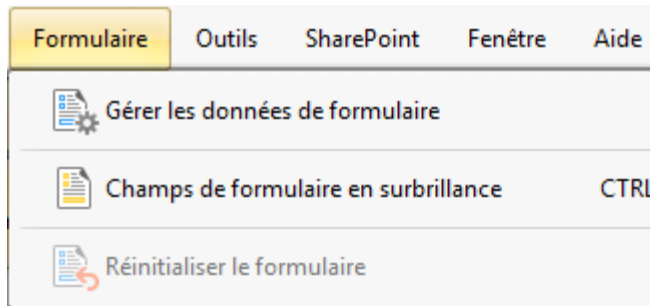 Formulaire Outils SharePoint Fenêtre Aide
Gérer les données de formulaire
Champs de formulaire en surbrillance CTRL
Réinitialiser le formulaire